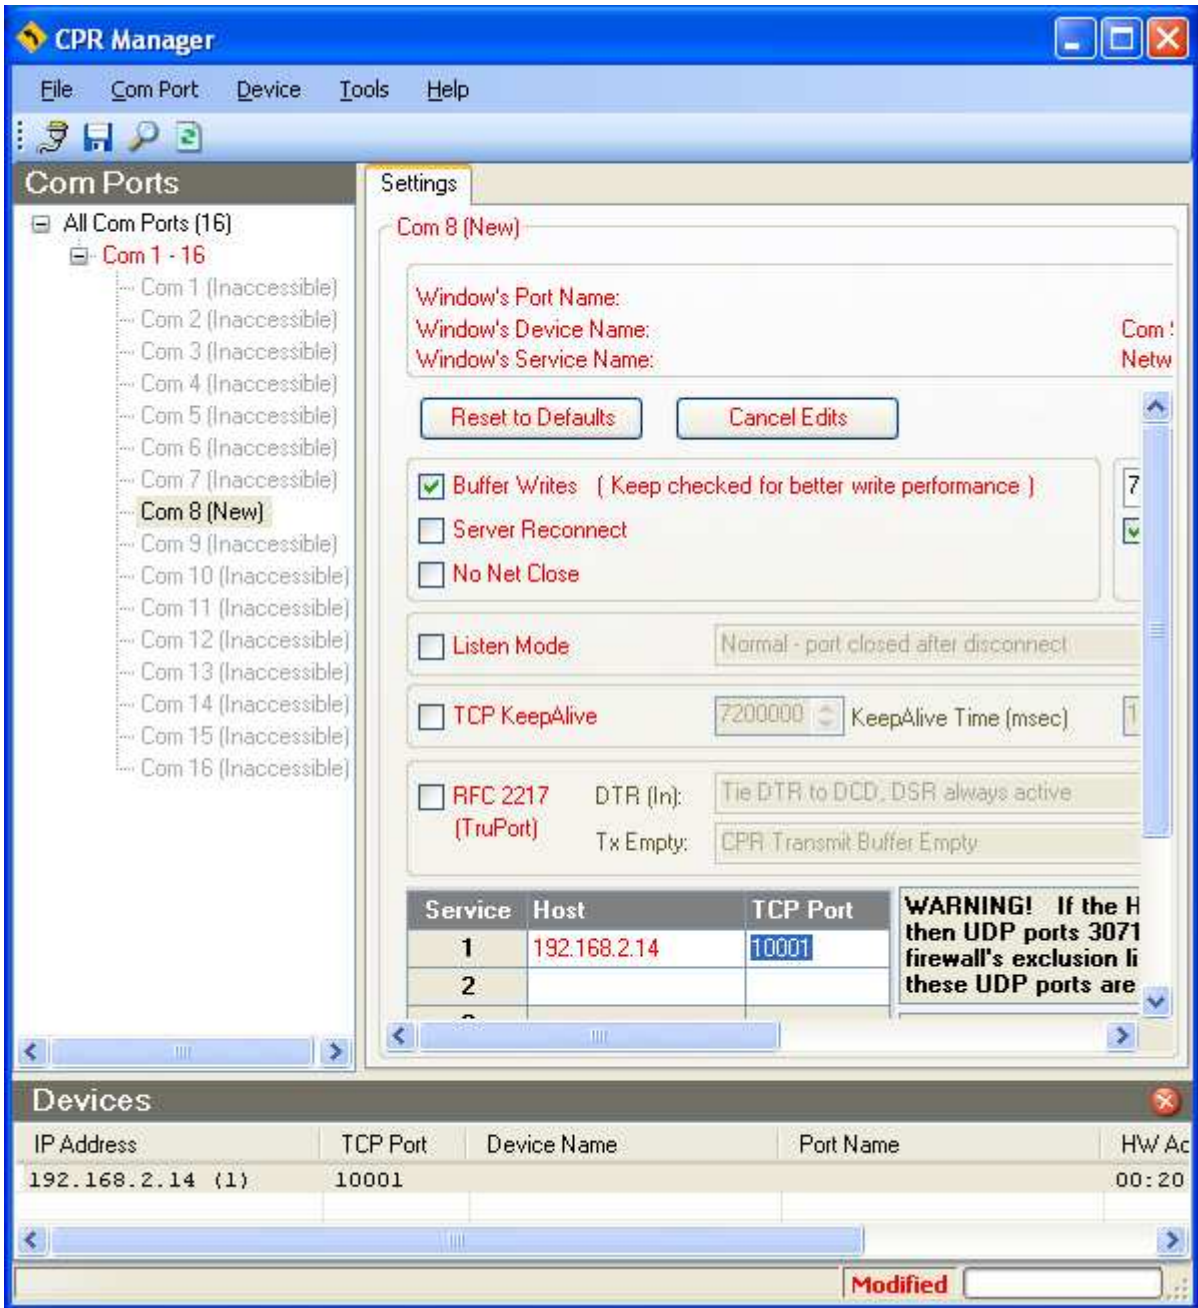 CPR Manager
File Com Port Device Tools Help
Com Ports
All Com Ports (16)
Com 1 - 16
Com 1 (Inaccessible)
Com 2 (Inaccessible)
Com 3 (Inaccessible)
Com 4 (Inaccessible)
Com 5 (Inaccessible)
Com 6 (Inaccessible)
Com 7 (Inaccessible)
Com 8 (New)
Com 9 (Inaccessible)
Com 10 (Inaccessible)
Com 11 (Inaccessible)
Com 12 (Inaccessible)
Com 13 (Inaccessible)
Com 14 (Inaccessible)
Com 15 (Inaccessible)
Com 16 (Inaccessible)
Settings
Com 8 (New)
Window's Port Name:
Window's Device Name: Com
Window's Service Name: Netw
Reset to Defaults Cancel Edits
Buffer Writes ( Keep checked for better write performance ) 7
Server Reconnect
No Net Close
Listen Mode Normal - port closed after disconnect
TCP KeepAlive 7200000 KeepAlive Time (msec) 1
RFC 2217 DTR (In): Tie DTR to DCD, DSR always active
(TruPort) Tx Empty: CPR Transmit Buffer Empty
Service Host TCP Port
1 192.168.2.14 10001
2
WARNING! If the H
then UDP ports 3071
firewall's exclusion li
these UDP ports are
Devices
IP Address TCP Port Device Name Port Name HW Ac
192.168.2.14 (1) 10001 00:20
Modified